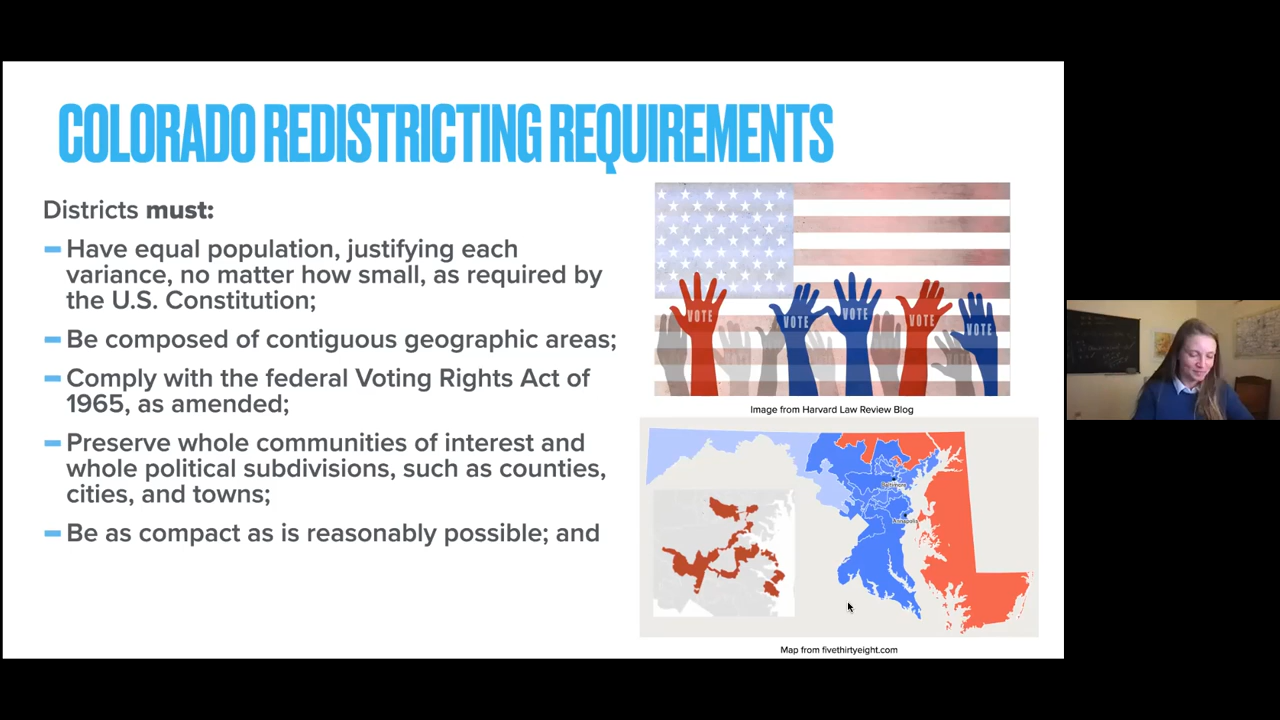 COLORADO REDISTRICTING REQUIREMENTS
Districts must:
Have equal population, justifying each
variance, no matter how small, as required by
the U.S. Constitution;
Be composed of contiguous geographic areas;
Comply with the federal Voting Rights Act of
1965, as amended;
Preserve whole communities of interest and
whole political subdivisions, such as counties,
cities, and towns;
Be as compact as is reasonably possible; and
VOTE
VOTE
VOTE
VOTE
VOTE
Image from Harvard Law Review Blog
Baltimore
Annapolis
Map from fivethirtyeight.com